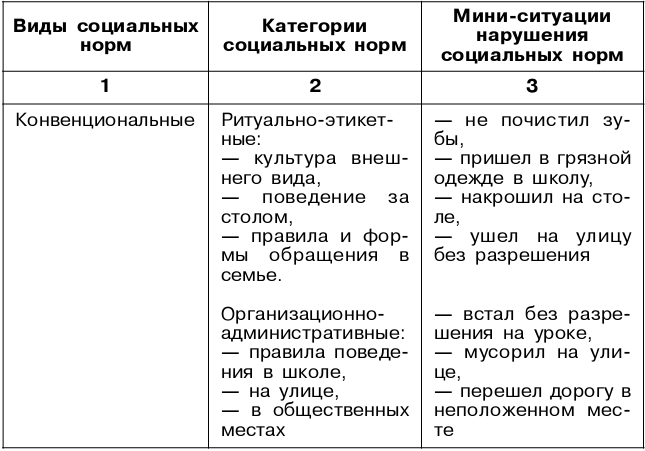 Виды социальных
норм
Категории
социальных норм
Мини-ситуации
нарушения
социальных норм
1
2
3
Конвенциональные
Ритуально-этикет-
ные:
— культура внеш-
него вида,
— поведение за
столом,
— правила и фор-
мы обращения в
семье.
— не почистил зу-
бы,
— пришел в грязной
одежде в школу,
— накрошил на сто-
ле,
— ушел на улицу
без разрешения
Организационно-
административные:
— правила поведе-
ния в школе,
— на улице,
— в общественных
местах
— встал без разре-
шения на уроке,
— мусорил на ули-
це,
— перешел дорогу в
неположенном мес-
те